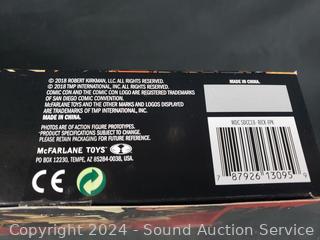 © 2018 ROBERT KIRKMAN, LLC. ALL RIGHTS RESERVED.
© 2018 TMP INTERNATIONAL, INC. ALL RIGHTS RESERVED.
COMIC CON AND THE COMIC CON LOGO ARE REGISTERED TRADEMARKS
OF SAN DIEGO COMIC CONVENTION.
McFARLANE TOYS AND THE OTHER MARKS AND LOGOS DISPLAYED
ARE TRADEMARKS OF TMP INTERNATIONAL, INC.
MADE IN CHINA.
PHOTOS ARE OF ACTION FIGURE PROTOTYPES.
PRODUCT SPECIFICATIONS SUBJECT TO CHANGE.
PLEASE RETAIN PACKAGING FOR FUTURE REFERENCE.
McFARLANE TOYS
PO BOX 12230, TEMPE, AZ 85284-0038, USA.
CE
MADE IN CHINA.
7 87926 13095 9
Copyright 2024 - Sound Auction Service